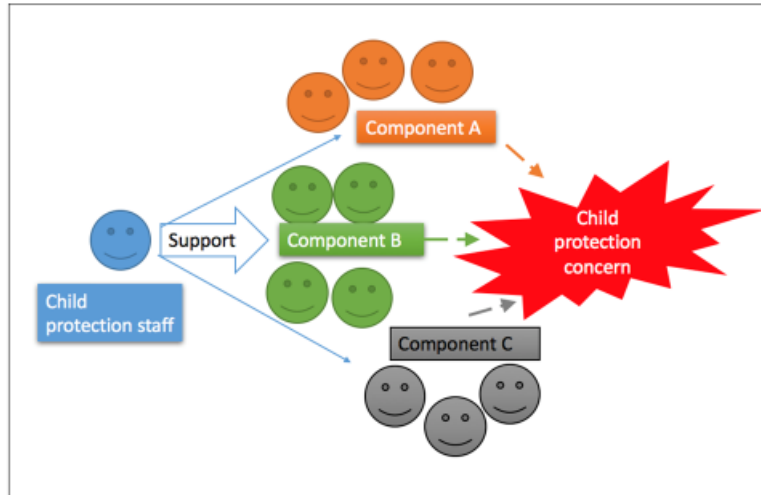 Component A
Support
Component B
Child
protection
concern
Child
protection staff
Component C